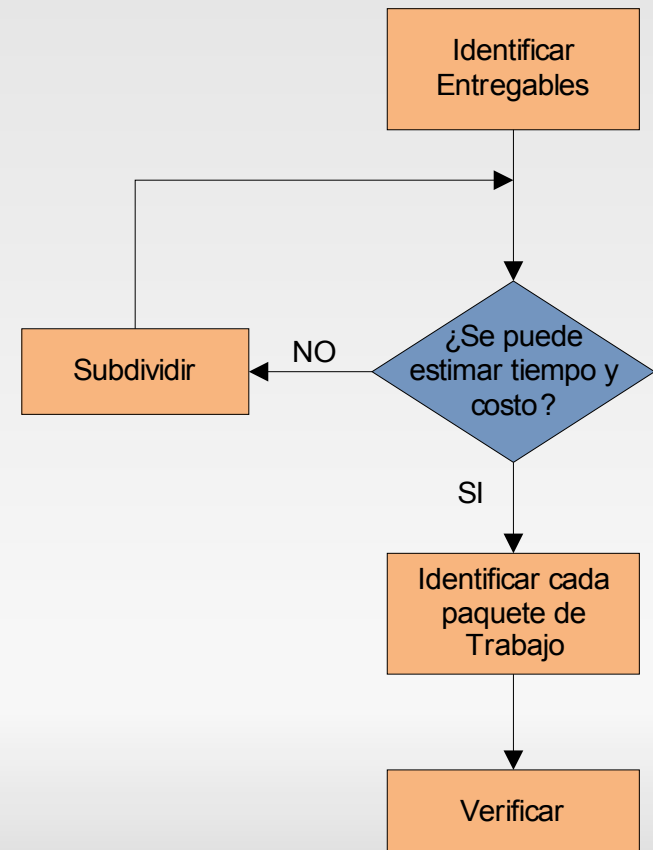 Identificar
Entregables
¿Se puede
estimar tiempo y
costo?
NO
Subdividir
SI
Identificar cada
paquete de
Trabajo
Verificar